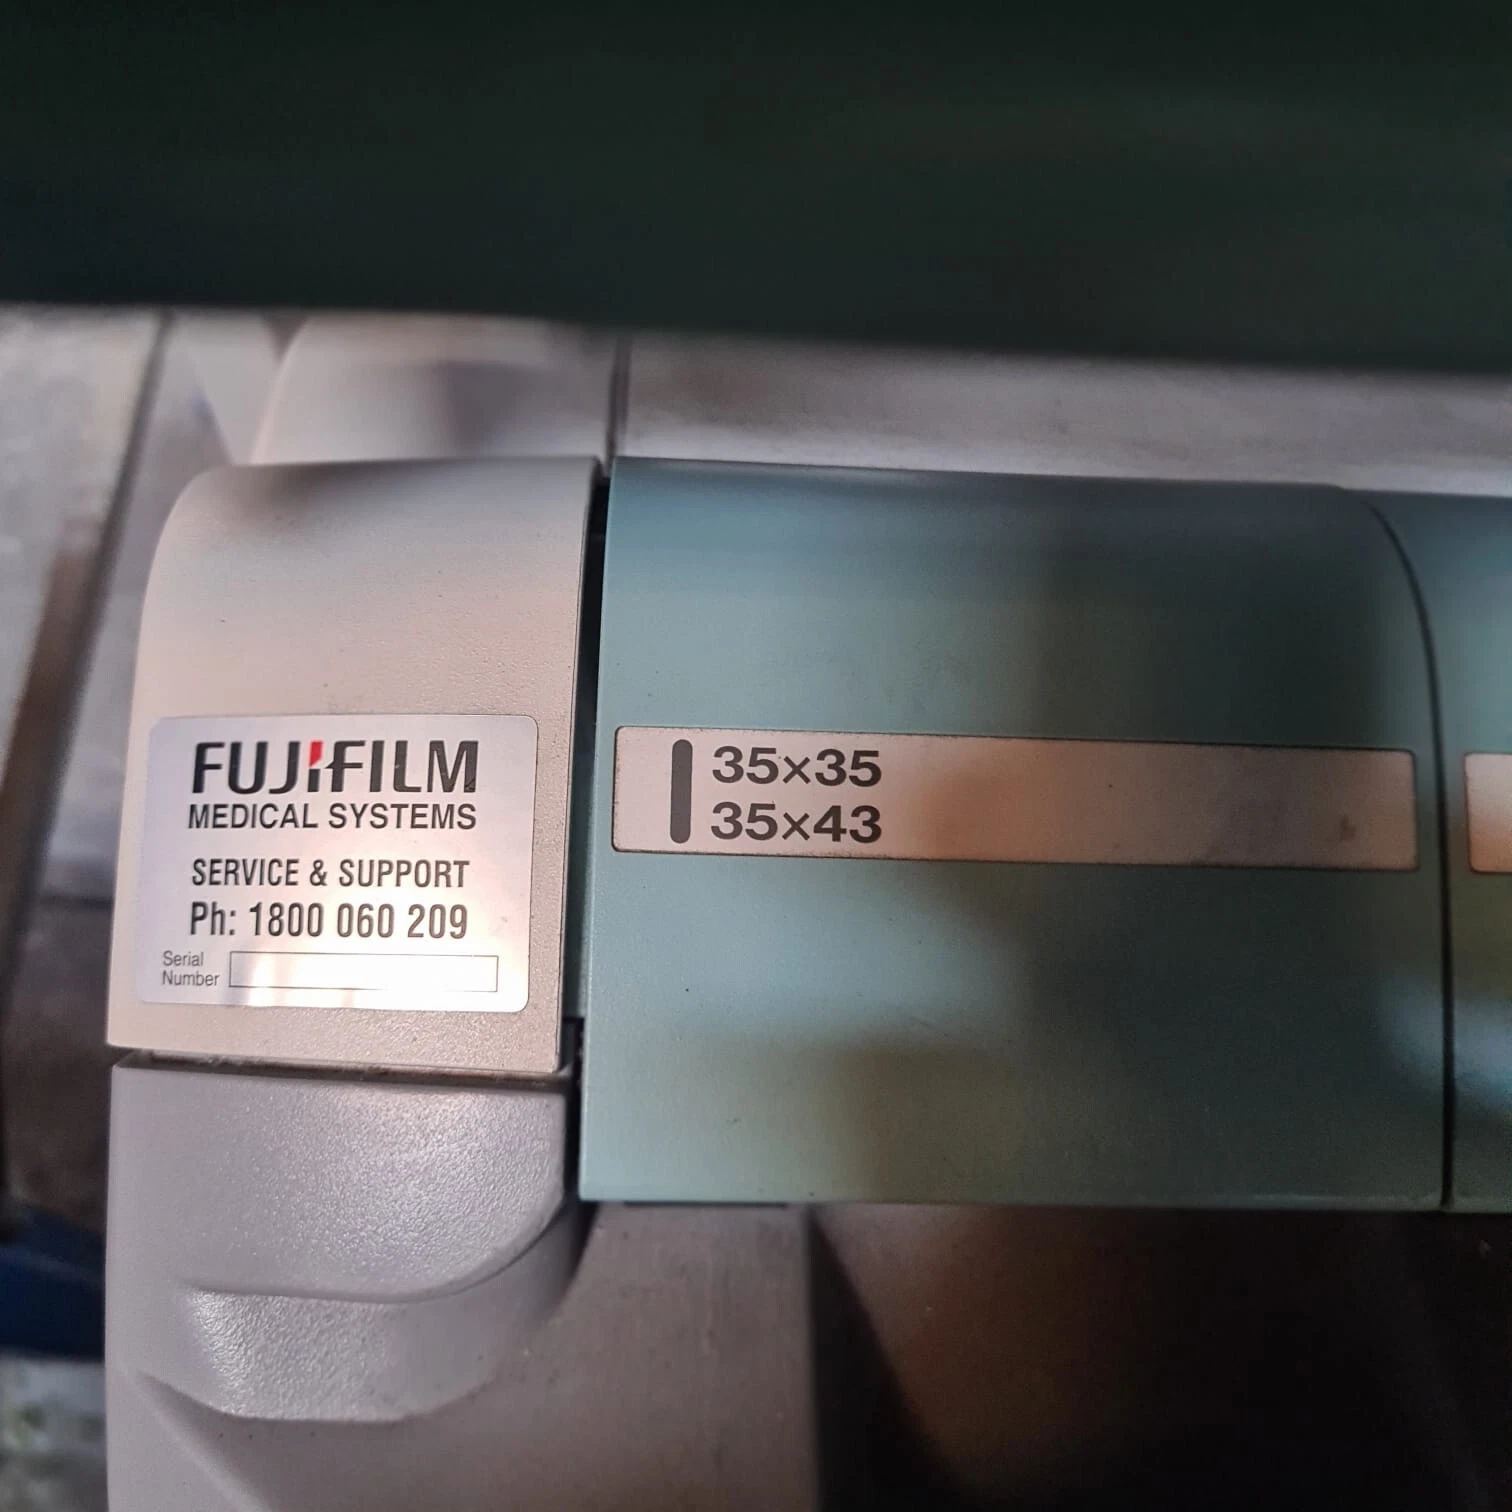 FUJIFILM
MEDICAL SYSTEMS
SERVICE & SUPPORT
Ph: 1800 060 209
Serial
Number
35×35
35×43